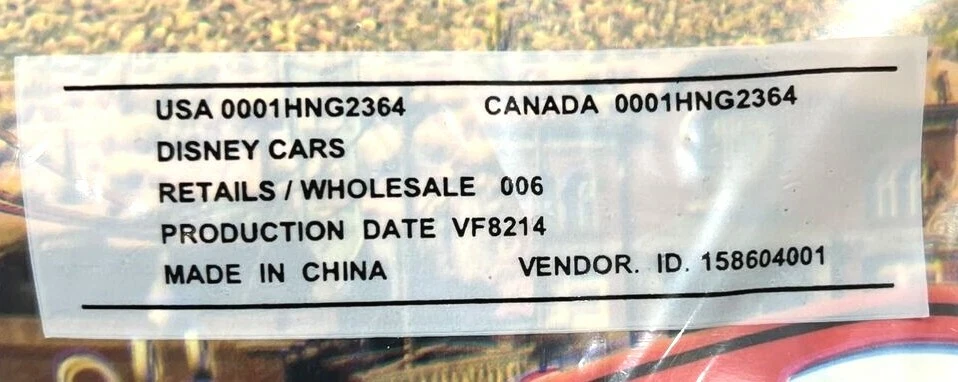 USA 0001HNG2364 CANADA 0001HNG2364
DISNEY CARS
RETAILS / WHOLESALE 006
PRODUCTION DATE VF8214
MADE IN CHINA VENDOR. ID. 158604001